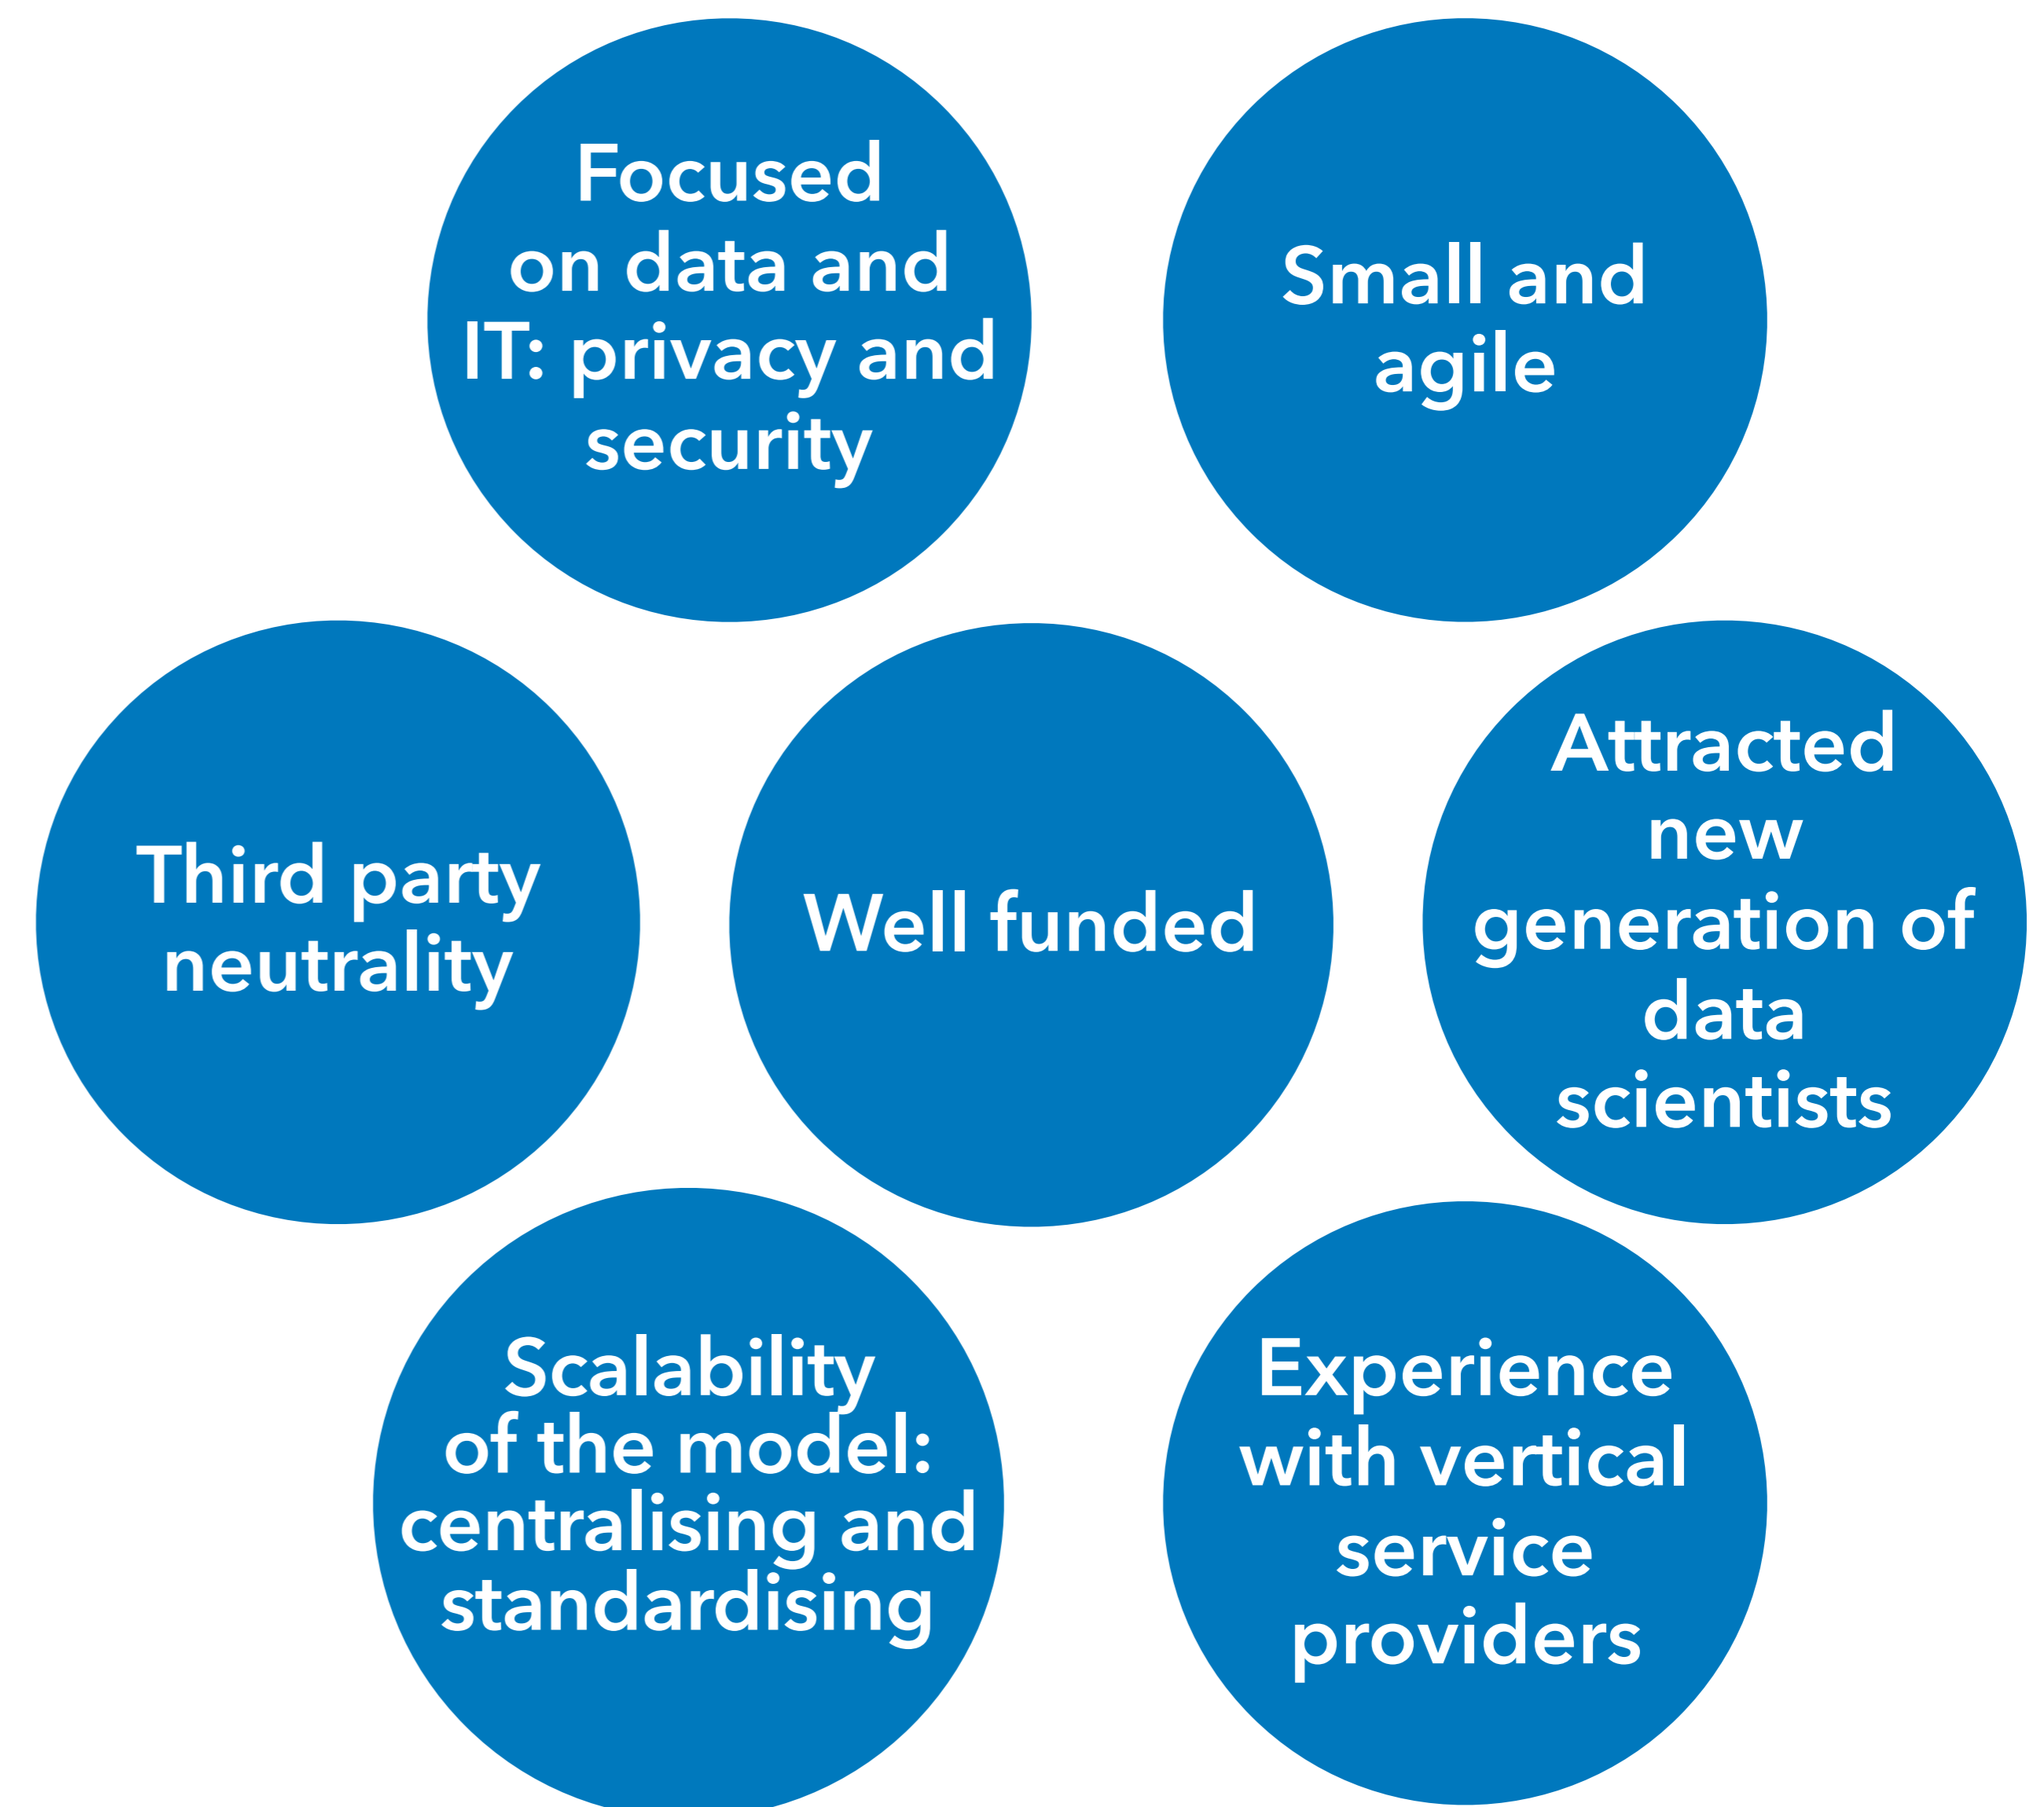 Focused
on data and
IT: privacy and
security
Small and
agile
Third party
neutrality
Well funded
Attracted
new
generation of
data
scientists
Scalability
of the model:
centralising and
standardising
Experience
with vertical
service
providers